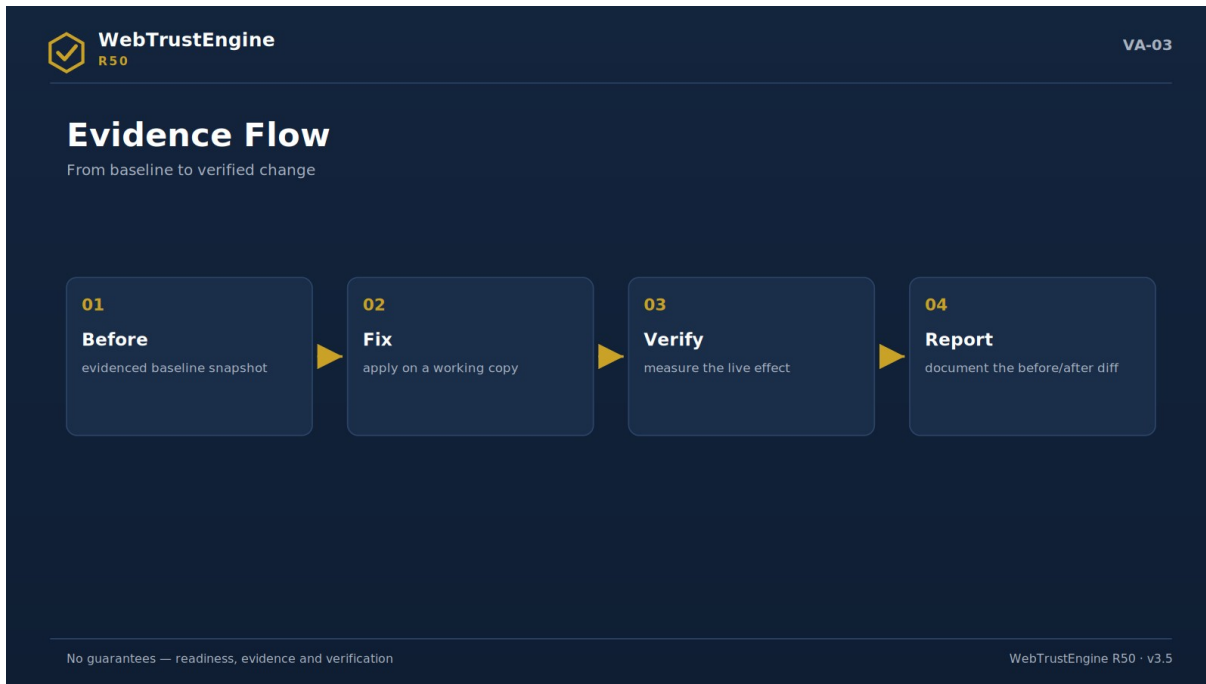 WebTrustEngine
R50
VA-03
Evidence Flow
From baseline to verified change
01
Before
evidenced baseline snapshot
02
Fix
apply on a working copy
03
Verify
measure the live effect
04
Report
document the before/after diff
No guarantees — readiness, evidence and verification
WebTrustEngine R50 · v3.5